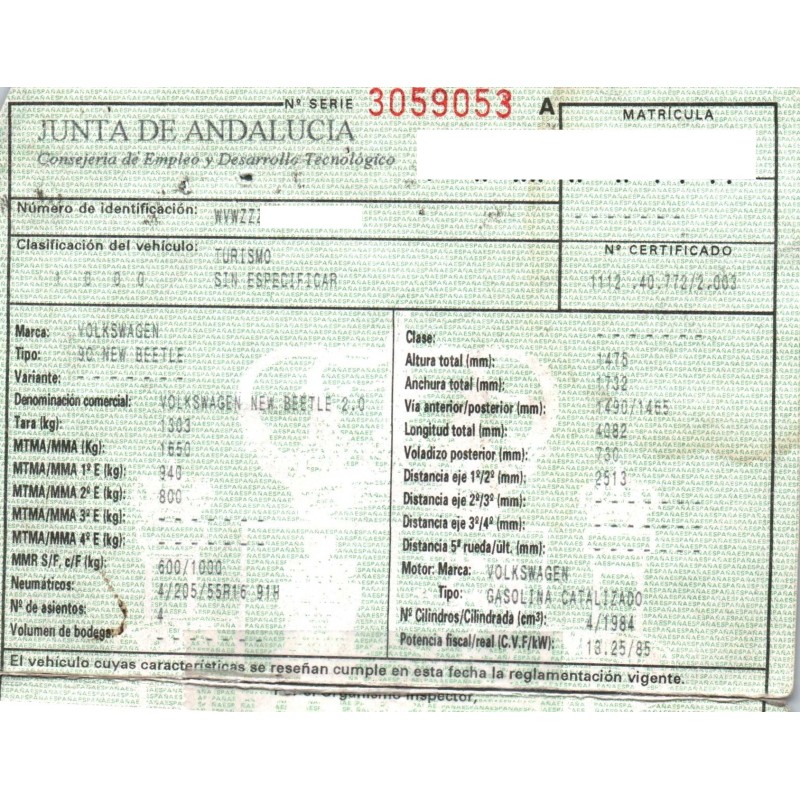 Nº SERIE 3059053 A
MATRÍCULA
JUNTA DE ANDALUCIA
Consejería de Empleo y Desarrollo Tecnológico
Número de identificación: WVWZZZ
- - - - - - -
Clasificación del vehículo: TURISMO
1 0 0 0 SIN ESPECIFICAR
Nº CERTIFICADO
1112 .40.772/2.003
Marca: VOLKSWAGEN
Tipo: 9C NEW BEETLE
Variante: - - - - - - -
Denominación comercial: VOLKSWAGEN NEW BEETLE 2.0
Tara (kg): 1303
MTMA/MMA (Kg): 1650
MTMA/MMA 1º E (kg): 940
MTMA/MMA 2º E (kg): 800
MTMA/MMA 3º E (kg): - - - - - - -
MTMA/MMA 4º E (kg): - - - - - - -
MMR S/F, c/F (kg): 600/1000
Neumáticos: 4/205/55R16 91H
Nº de asientos: 4
Volumen de bodega: - - - - - - -
Clase: - - - - - - -
Altura total (mm): 1475
Anchura total (mm): 1732
Vía anterior/posterior (mm): 1490/1465
Longitud total (mm): 4082
Voladizo posterior (mm): 730
Distancia eje 1º/2º (mm): 2513
Distancia eje 2º/3º (mm): - - - - - - -
Distancia eje 3º/4º (mm): - - - - - - -
Distancia 5ª rueda/últ. (mm): - - - - - - -
Motor: Marca: VOLKSWAGEN
Tipo: GASOLINA CATALIZADO
Nº Cilindros/Cilindrada (cm³): 4/1984
Potencia fiscal/real (C.V.F/kW): 13.25/85
El vehículo cuyas características se reseñan cumple en esta fecha la reglamentación vigente.
Organismo Inspector,